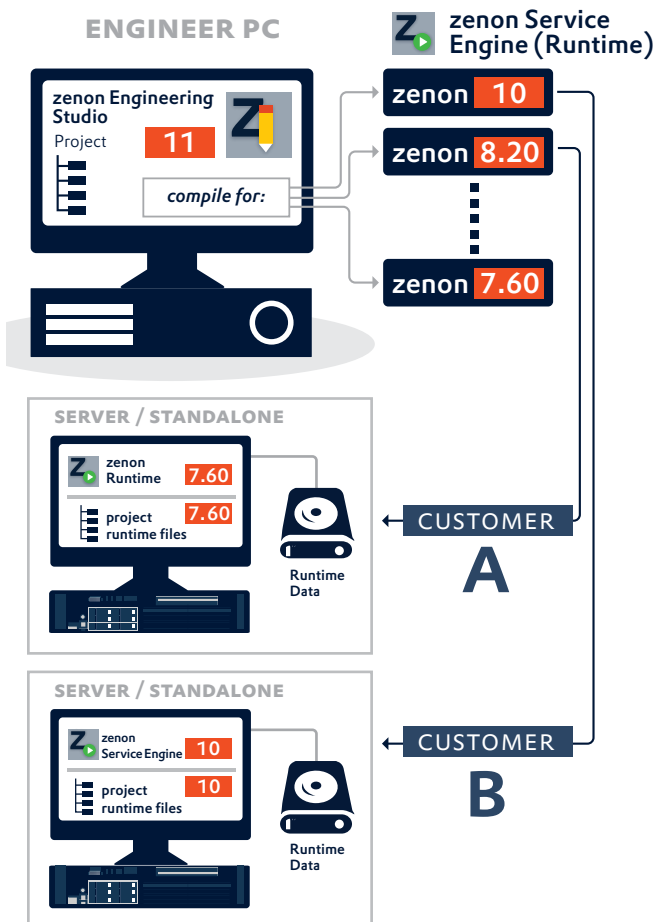 ENGINEER PC
zenon Service
Engine (Runtime)
zenon Engineering
Studio
Project
11
compile for:
zenon 10
zenon 8.20
zenon 7.60
SERVER / STANDALONE
zenon
Runtime
7.60
project
runtime files
7.60
Runtime
Data
CUSTOMER
A
SERVER / STANDALONE
zenon
Service Engine
10
project
runtime files
10
Runtime
Data
CUSTOMER
B